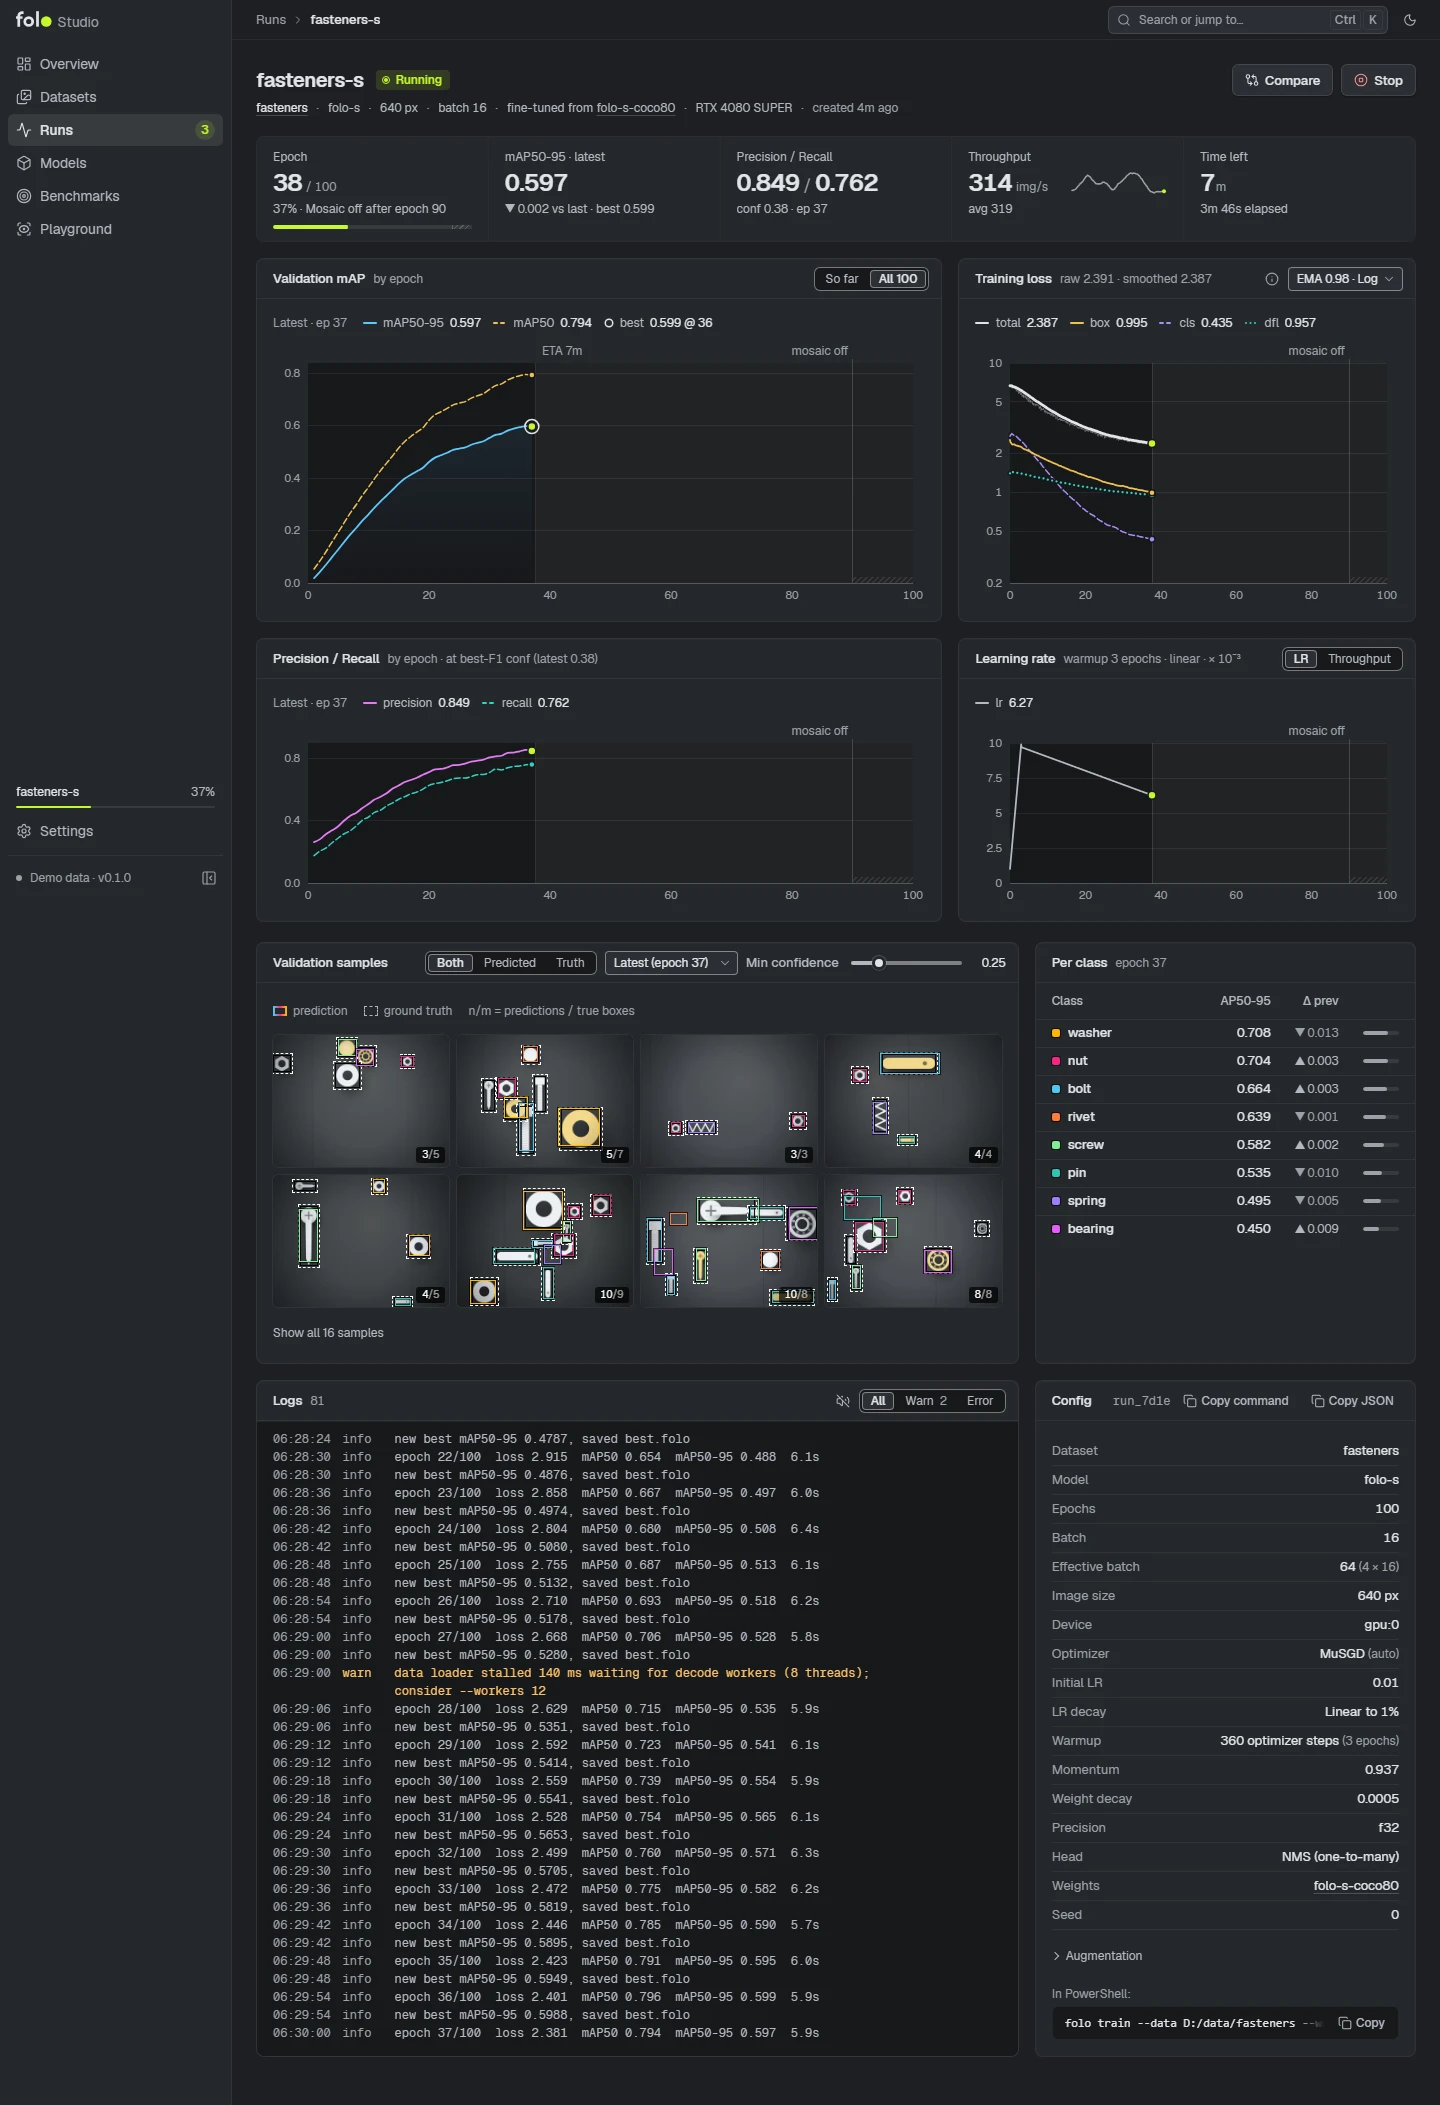 folo Studio
Overview
Datasets
Runs 3
Models
Benchmarks
Playground
fasteners-s 37%
Settings
Demo data · v0.1.0
Runs > fasteners-s
Search or jump to... Ctrl K
fasteners-s Running
Compare Stop
fasteners · folo-s · 640 px · batch 16 · fine-tuned from folo-s-coco80 · RTX 4080 SUPER · created 4m ago
Epoch
38 / 100
37% · Mosaic off after epoch 90
mAP50-95 · latest
0.597
▼ 0.002 vs last · best 0.599
Precision / Recall
0.849 / 0.762
conf 0.38 · ep 37
Throughput
314 img/s
avg 319
Time left
7 m
3m 46s elapsed
Validation mAP by epoch
So far All 100
Latest · ep 37 mAP50-95 0.597 mAP50 0.794 best 0.599 @ 36
ETA 7m mosaic off
0.8
0.6
0.4
0.2
0.0
0 20 40 60 80 100
Training loss raw 2.391 · smoothed 2.387
EMA 0.98 · Log
total 2.387 box 0.995 cls 0.435 dfl 0.957
mosaic off
10
5
2
1
0.5
0.2
0 20 40 60 80 100
Precision / Recall by epoch · at best-F1 conf (latest 0.38)
Latest · ep 37 precision 0.849 recall 0.762
mosaic off
0.8
0.4
0.0
0 20 40 60 80 100
Learning rate warmup 3 epochs · linear · × 10⁻³
LR Throughput
lr 6.27
mosaic off
10
7.5
5
2.5
0
0 20 40 60 80 100
Validation samples
Both Predicted Truth
Latest (epoch 37)
Min confidence 0.25
prediction ground truth n/m = predictions / true boxes
3/5 5/7 3/3 4/4
4/5 10/9 10/8 8/8
Show all 16 samples
Per class epoch 37
Class AP50-95 Δ prev
washer 0.708 ▼ 0.013
nut 0.704 ▲ 0.003
bolt 0.664 ▲ 0.003
rivet 0.639 ▼ 0.001
screw 0.582 ▲ 0.002
pin 0.535 ▼ 0.010
spring 0.495 ▼ 0.005
bearing 0.450 ▲ 0.009
Logs 81
All Warn 2 Error
06:28:24 info new best mAP50-95 0.4787, saved best.folo
06:28:30 info epoch 22/100 loss 2.915 mAP50 0.654 mAP50-95 0.488 6.1s
06:28:30 info new best mAP50-95 0.4876, saved best.folo
06:28:36 info epoch 23/100 loss 2.858 mAP50 0.667 mAP50-95 0.497 6.0s
06:28:36 info new best mAP50-95 0.4974, saved best.folo
06:28:42 info epoch 24/100 loss 2.804 mAP50 0.680 mAP50-95 0.508 6.4s
06:28:42 info new best mAP50-95 0.5080, saved best.folo
06:28:48 info epoch 25/100 loss 2.755 mAP50 0.687 mAP50-95 0.513 6.1s
06:28:48 info new best mAP50-95 0.5132, saved best.folo
06:28:54 info epoch 26/100 loss 2.710 mAP50 0.693 mAP50-95 0.518 6.2s
06:28:54 info new best mAP50-95 0.5178, saved best.folo
06:29:00 info epoch 27/100 loss 2.668 mAP50 0.706 mAP50-95 0.528 5.8s
06:29:00 info new best mAP50-95 0.5280, saved best.folo
06:29:00 warn data loader stalled 140 ms waiting for decode workers (8 threads);
consider --workers 12
06:29:06 info epoch 28/100 loss 2.629 mAP50 0.715 mAP50-95 0.535 5.9s
06:29:06 info new best mAP50-95 0.5351, saved best.folo
06:29:12 info epoch 29/100 loss 2.592 mAP50 0.723 mAP50-95 0.541 6.1s
06:29:12 info new best mAP50-95 0.5414, saved best.folo
06:29:18 info epoch 30/100 loss 2.559 mAP50 0.739 mAP50-95 0.554 5.9s
06:29:18 info new best mAP50-95 0.5541, saved best.folo
06:29:24 info epoch 31/100 loss 2.528 mAP50 0.754 mAP50-95 0.565 6.1s
06:29:24 info new best mAP50-95 0.5653, saved best.folo
06:29:30 info epoch 32/100 loss 2.499 mAP50 0.760 mAP50-95 0.571 6.3s
06:29:30 info new best mAP50-95 0.5705, saved best.folo
06:29:36 info epoch 33/100 loss 2.472 mAP50 0.775 mAP50-95 0.582 6.2s
06:29:36 info new best mAP50-95 0.5819, saved best.folo
06:29:42 info epoch 34/100 loss 2.446 mAP50 0.785 mAP50-95 0.590 5.7s
06:29:42 info new best mAP50-95 0.5895, saved best.folo
06:29:48 info epoch 35/100 loss 2.423 mAP50 0.791 mAP50-95 0.595 6.0s
06:29:48 info new best mAP50-95 0.5949, saved best.folo
06:29:54 info epoch 36/100 loss 2.401 mAP50 0.796 mAP50-95 0.599 5.9s
06:29:54 info new best mAP50-95 0.5988, saved best.folo
06:30:00 info epoch 37/100 loss 2.381 mAP50 0.794 mAP50-95 0.597 5.9s
Config run_7d1e Copy command Copy JSON
Dataset fasteners
Model folo-s
Epochs 100
Batch 16
Effective batch 64 (4 × 16)
Image size 640 px
Device gpu:0
Optimizer MuSGD (auto)
Initial LR 0.01
LR decay Linear to 1%
Warmup 360 optimizer steps (3 epochs)
Momentum 0.937
Weight decay 0.0005
Precision f32
Head NMS (one-to-many)
Weights folo-s-coco80
Seed 0
> Augmentation
In PowerShell:
folo train --data D:/data/fasteners Copy